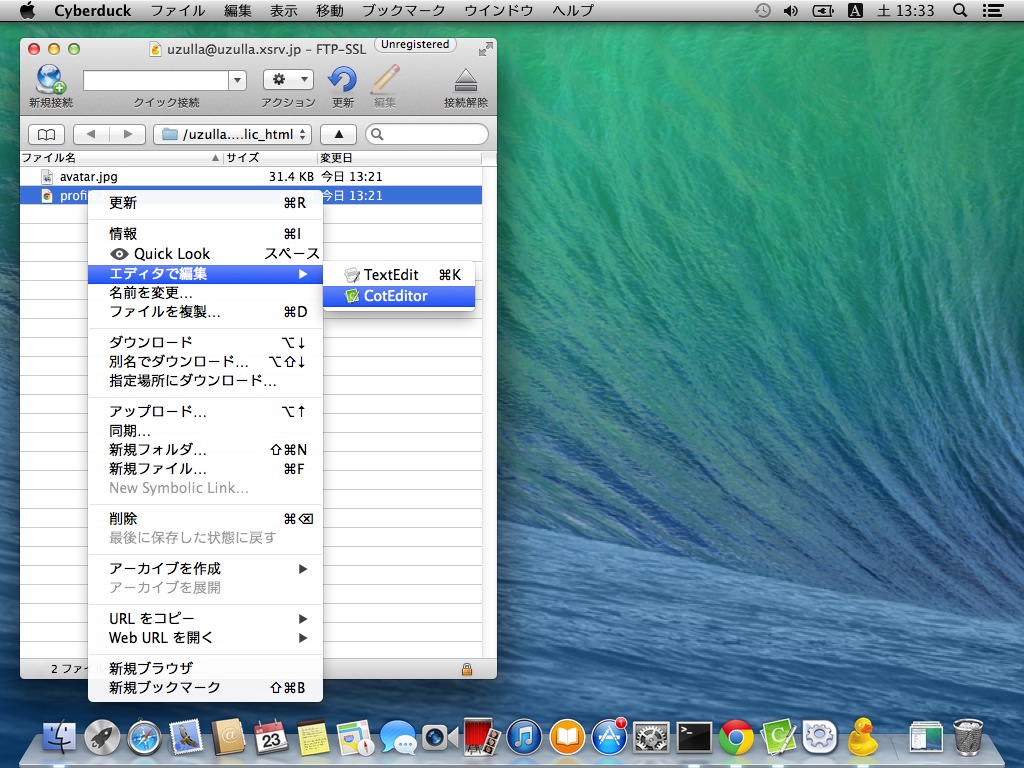 Cyberduck ファイル 編集 表示 移動 ブックマーク ウインドウ ヘルプ A 土 13:33
uzulla@uzulla.xsrv.jp – FTP-SSL Unregistered
新規接続 クイック接続 アクション 更新 編集 接続解除
/uzulla....lic_html
ファイル名 サイズ 変更日
avatar.jpg 31.4 KB 今日 13:21
今日 13:21
更新 ⌘R
情報 ⌘I
Quick Look スペース
エディタで編集 ▶
TextEdit ⌘K
CotEditor
名前を変更...
ファイルを複製... ⌘D
ダウンロード ⌥↓
別名でダウンロード... ⌥⇧↓
指定場所にダウンロード...
アップロード... ⌥↑
同期...
新規フォルダ... ⇧⌘N
新規ファイル... ⌘F
New Symbolic Link...
削除 ⌘⌫
最後に保存した状態に戻す
アーカイブを作成 ▶
アーカイブを展開
URL をコピー ▶
Web URL を開く ▶
新規ブラウザ
新規ブックマーク ⇧⌘B
23
1